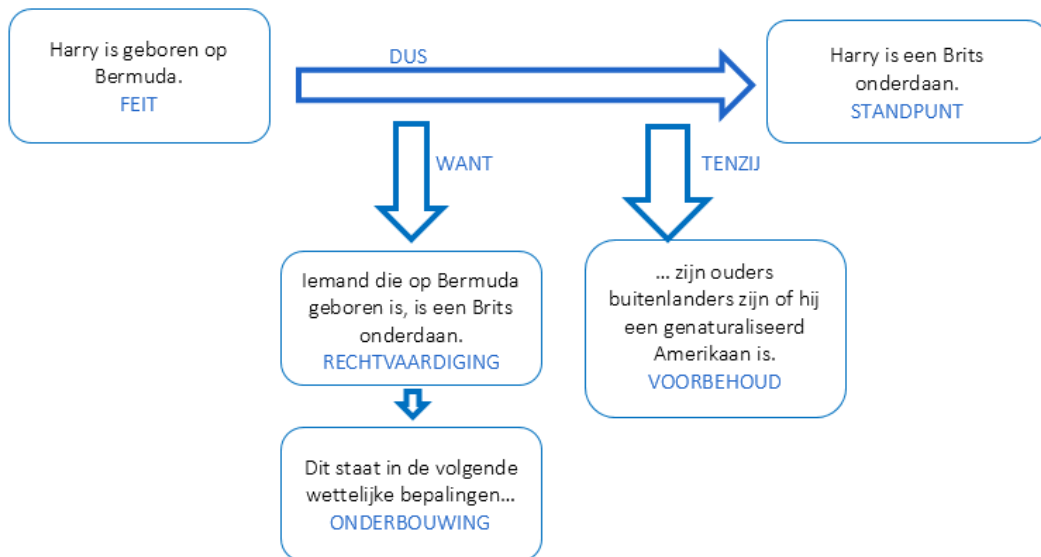 Harry is geboren op
Bermuda.
FEIT
DUS
Harry is een Brits
onderdaan.
STANDPUNT
WANT
TENZIJ
Iemand die op Bermuda
geboren is, is een Brits
onderdaan.
RECHTVAARDIGING
... zijn ouders
buitenlanders zijn of hij
een genaturaliseerd
Amerikaan is.
VOORBEHOUD
Dit staat in de volgende
wettelijke bepalingen...
ONDERBOUWING